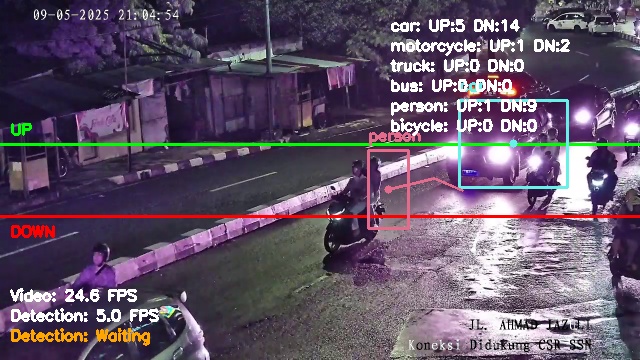 09-05-2025 21:04:54
car: UP:5 DN:14
motorcycle: UP:1 DN:2
truck: UP:0 DN:0
bus: UP:0 DN:0
person: UP:1 DN:9
bicycle: UP:0 DN:0
UP
person
DOWN
Video: 24.6 FPS
Detection: 5.0 FPS
Detection: Waiting
JL. AHMAD
Koneksi Didukung CSR SSN